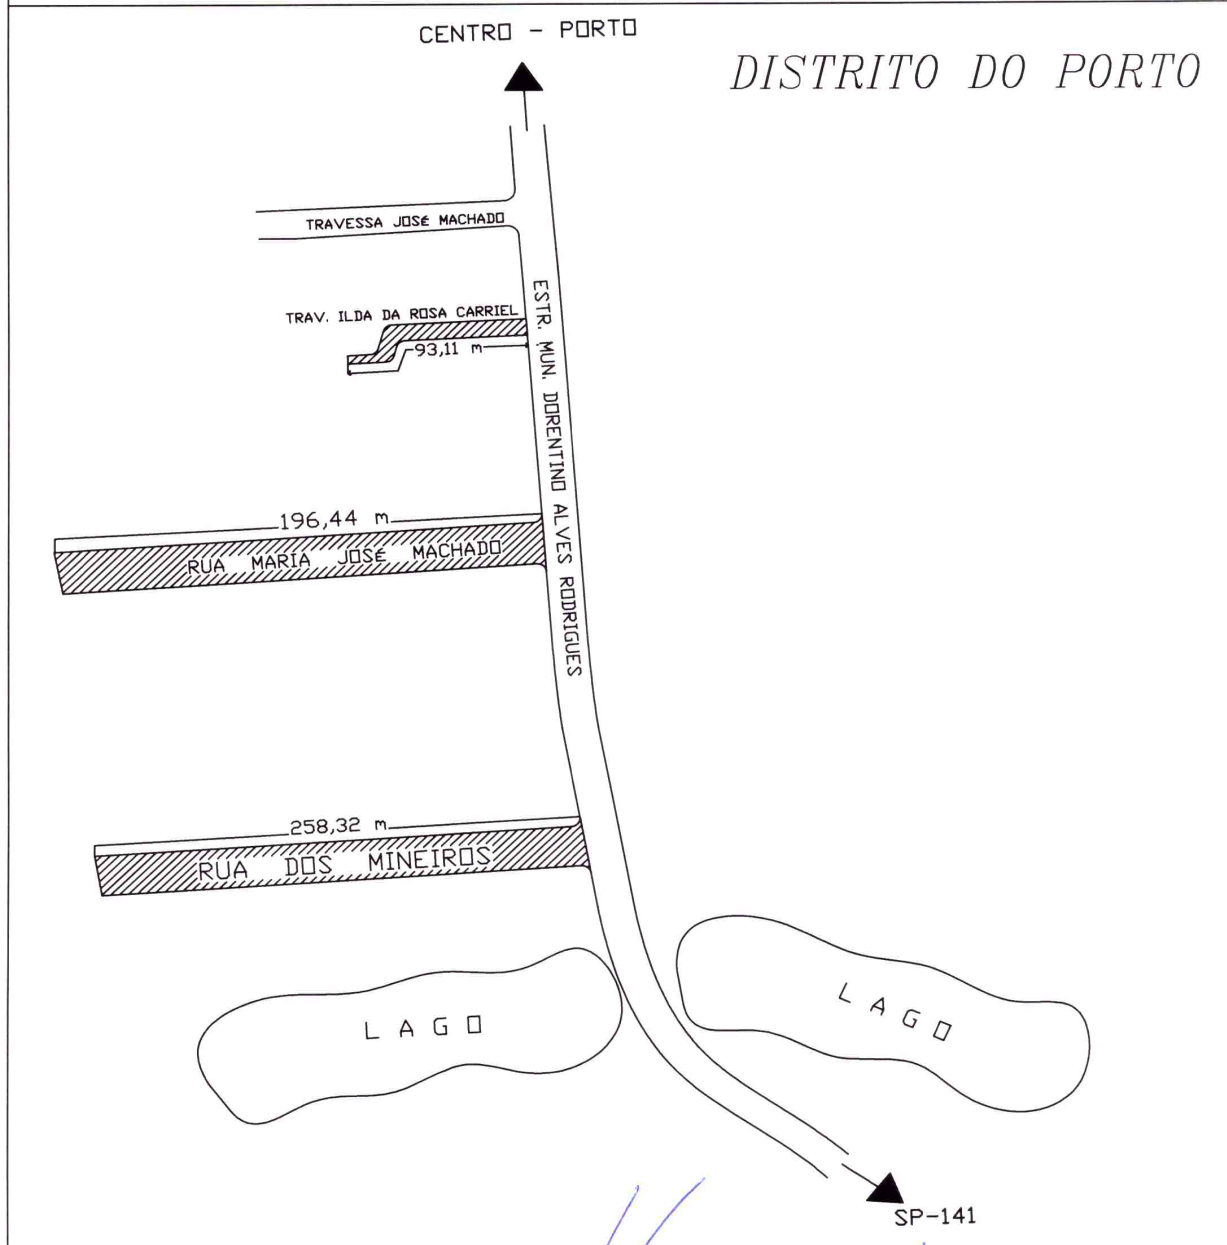 CENTRO - PORTO
DISTRITO DO PORTO
TRAVESSA JOSÉ MACHADO
TRAV. ILDA DA ROSA CARRIEL
93,11 m
ESTR. MUN. DORENTINO ALVES RODRIGUES
196,44 m
RUA MARIA JOSÉ MACHADO
258,32 m
RUA DOS MINEIROS
LAGO
LAGO
SP-141